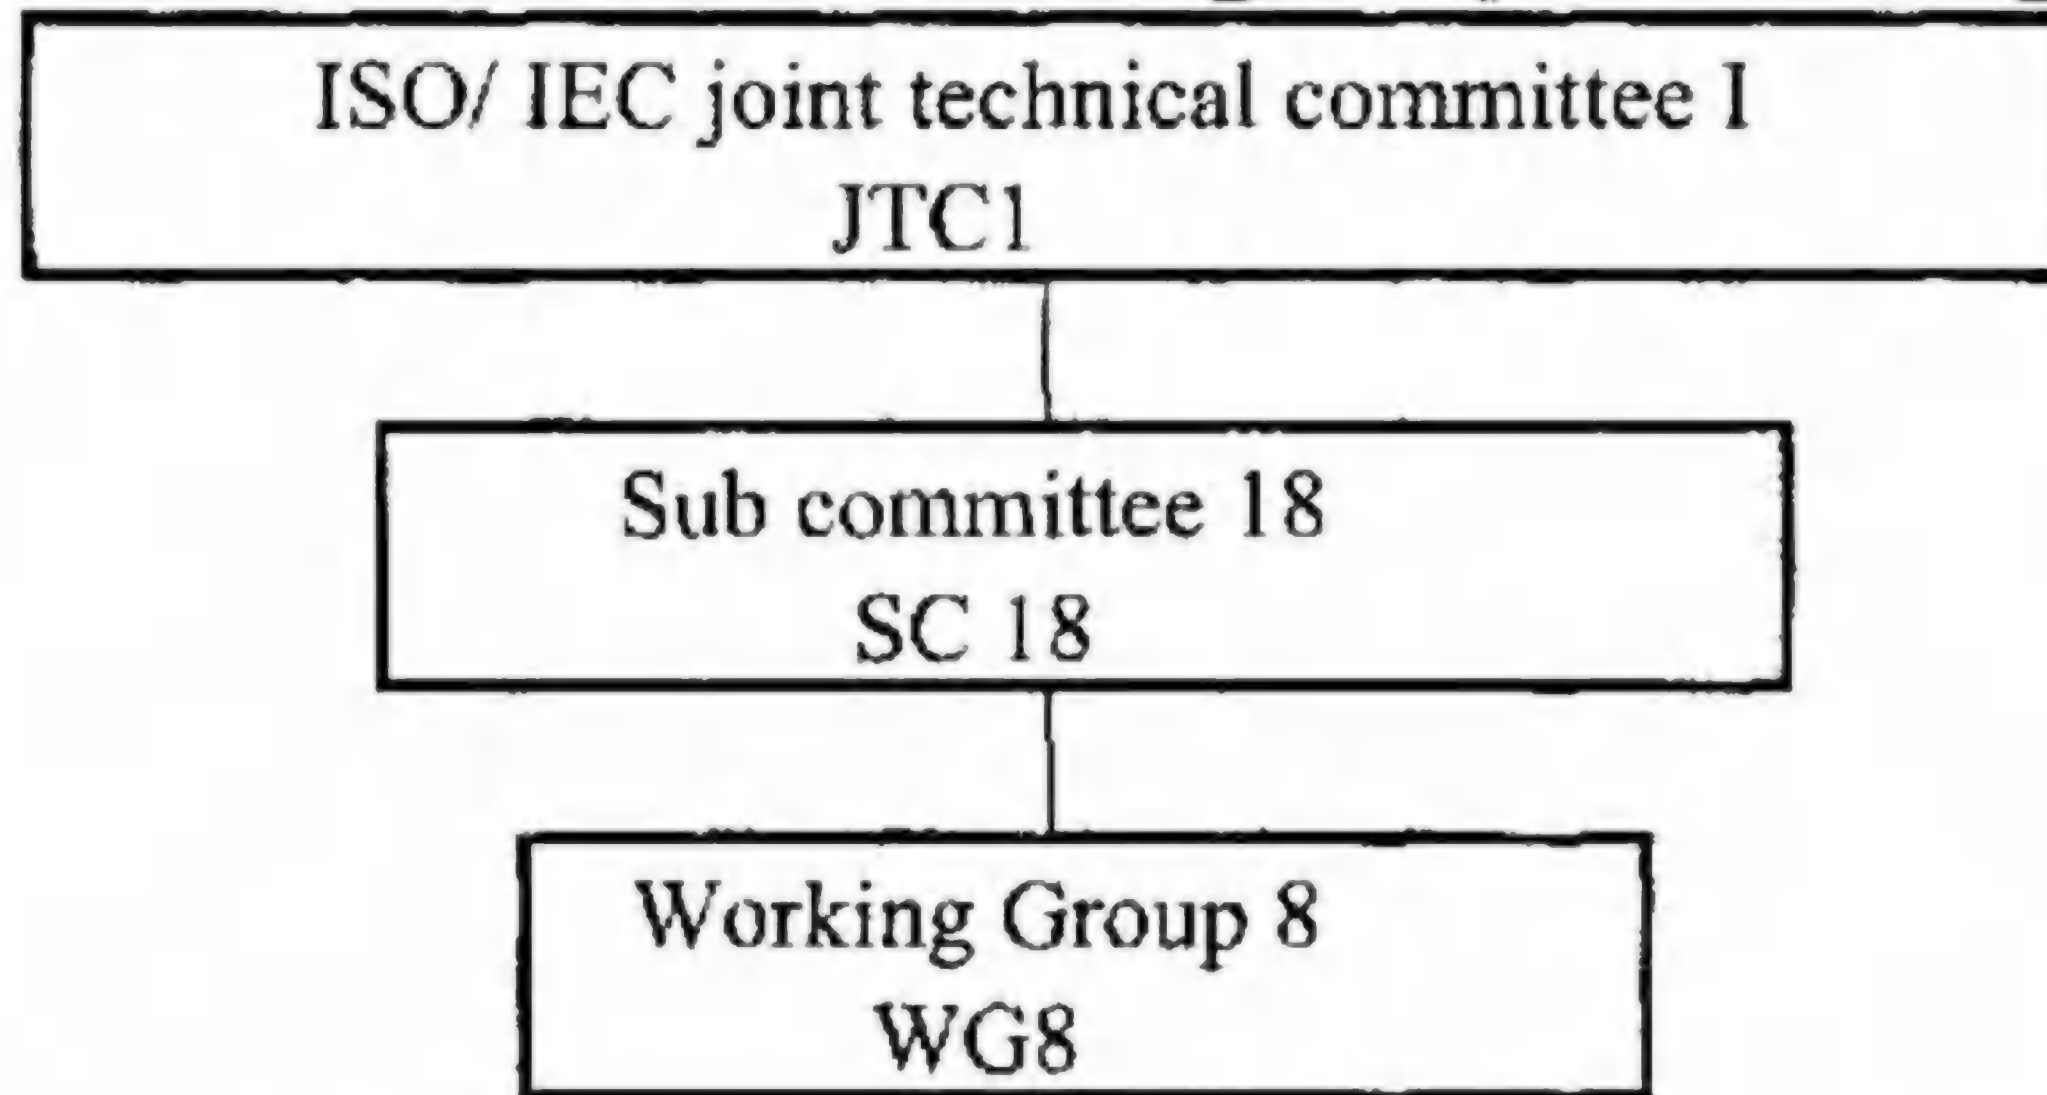 ISO/ IEC joint technical committee I
JTC1
Sub committee 18
SC 18
Working Group 8
WG8